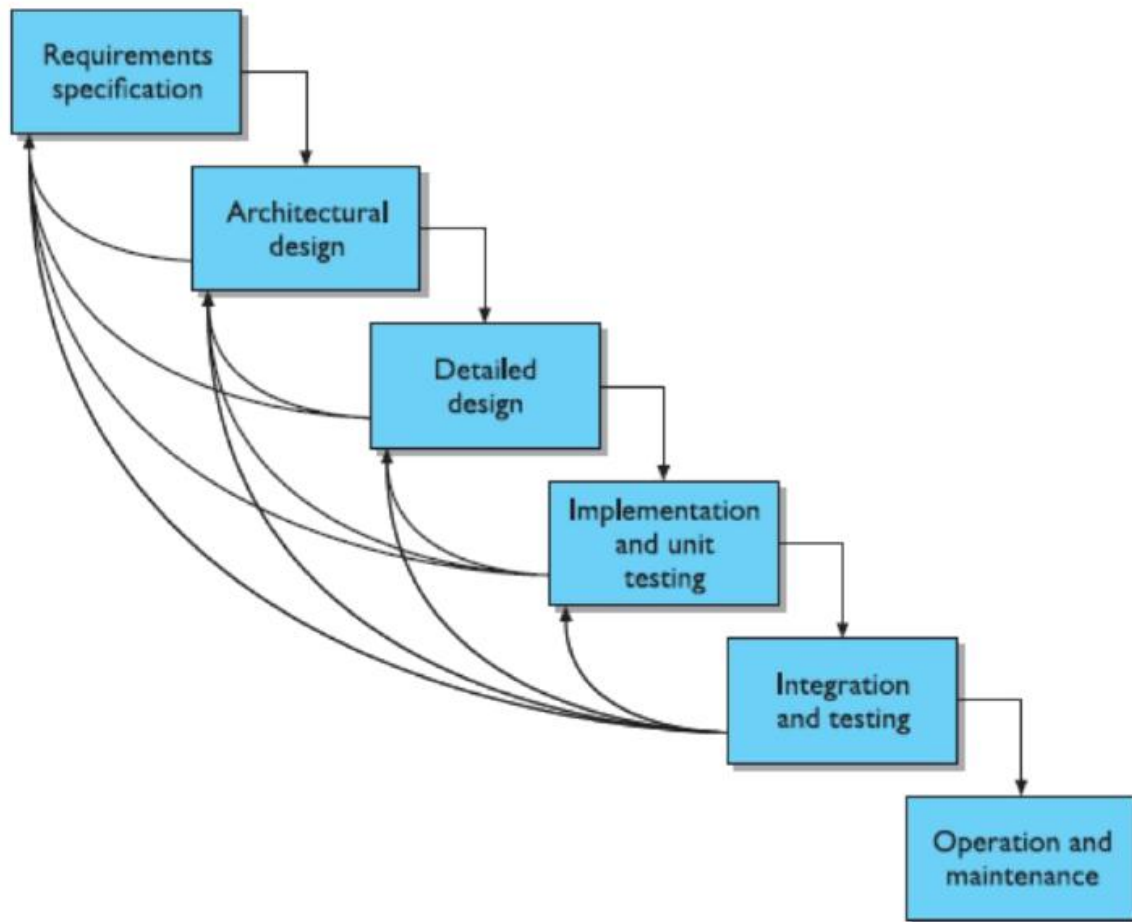 Requirements
specification
Architectural
design
Detailed
design
Implementation
and unit
testing
Integration
and testing
Operation and
maintenance